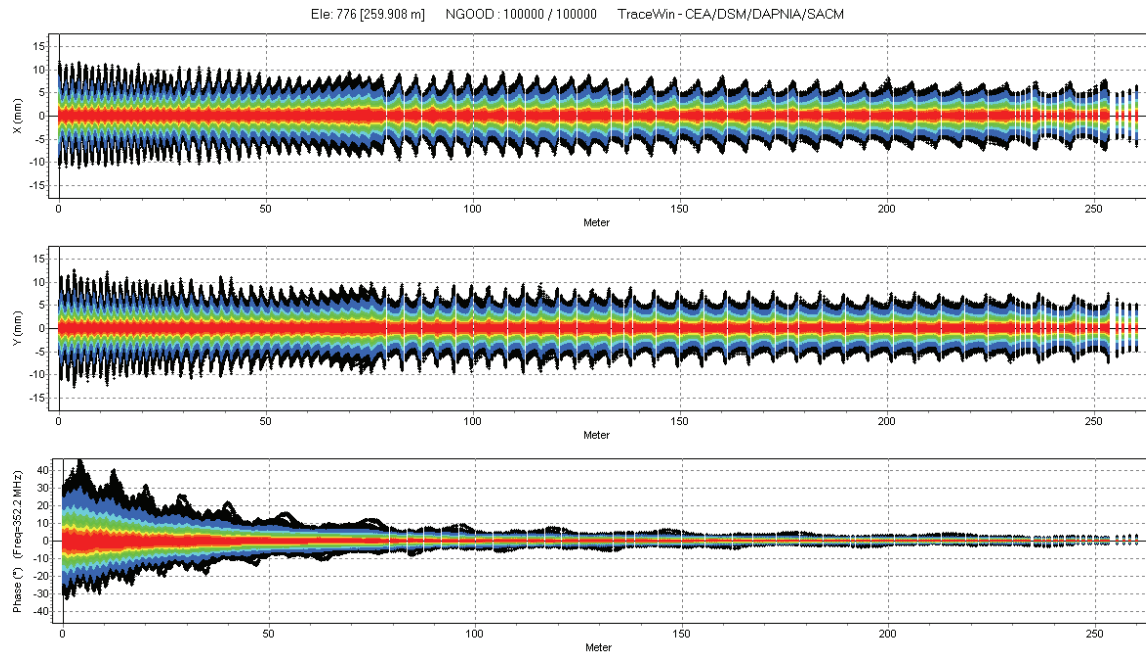 Ele: 776 [259.908 m] NGOOD : 100000 / 100000 TraceWin - CEA/DSM/DAPNIA/SACM
X (mm)
15
10
5
0
-5
-10
-15
0 50 100 150 200 250
Meter
Y (mm)
15
10
5
0
-5
-10
-15
0 50 100 150 200 250
Meter
Phase (°) (Freq=352.2 MHz)
40
30
20
10
0
-10
-20
-30
-40
0 50 100 150 200 250
Meter